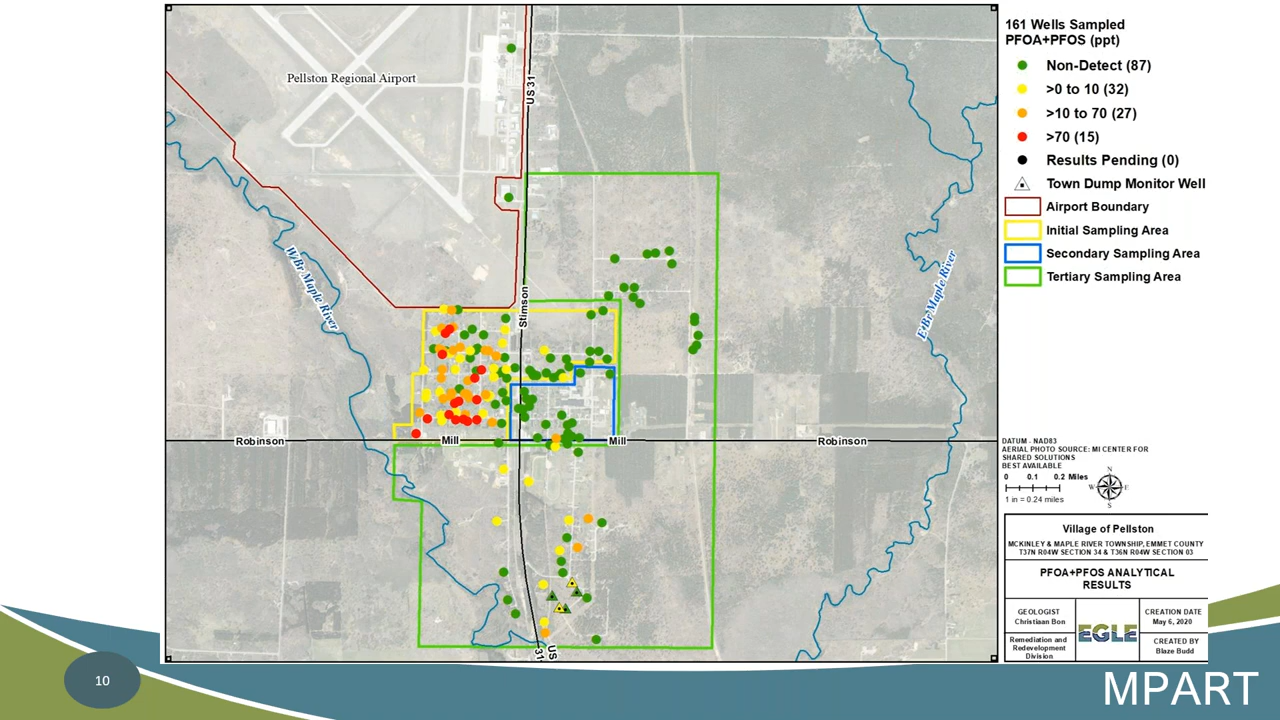 161 Wells Sampled
PFOA+PFOS (ppt)
Non-Detect (87)
>0 to 10 (32)
>10 to 70 (27)
>70 (15)
Results Pending (0)
Town Dump Monitor Well
Airport Boundary
Initial Sampling Area
Secondary Sampling Area
Tertiary Sampling Area
Pellston Regional Airport
US 31
W Br Maple River
Stimson
E Br Maple River
Robinson
Mill
Mill
Robinson
US
31
DATUM - NAD83
AERIAL PHOTO SOURCE: MI CENTER FOR
SHARED SOLUTIONS
BEST AVAILABLE
0 0.1 0.2 Miles
1 in = 0.24 miles
N
W E
S
Village of Pellston
MCKINLEY & MAPLE RIVER TOWNSHIP, EMMET COUNTY
T37N R04W SECTION 34 & T36N R04W SECTION 03
PFOA+PFOS ANALYTICAL
RESULTS
GEOLOGIST
Christiaan Bon
Remediation and
Redevelopment
Division
EGLE
CREATION DATE
May 6, 2020
CREATED BY
Blaze Budd
10
MPART